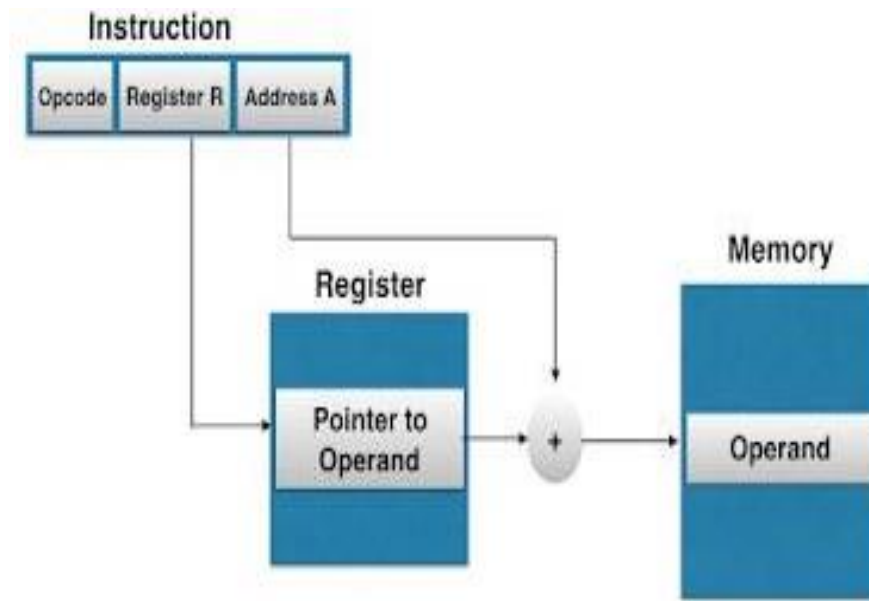 Instruction
Opcode Register R Address A
Memory
Register
Pointer to
Operand
+
Operand